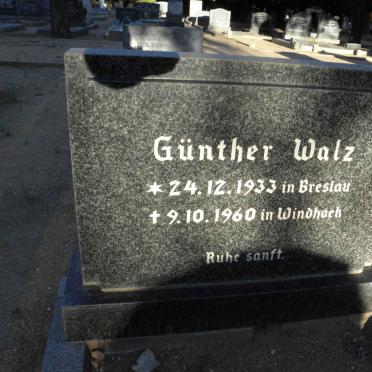 Günther Walz
* 24.12.1933 in Breslau
† 9.10.1960 in Windhoek
Ruhe sanft.